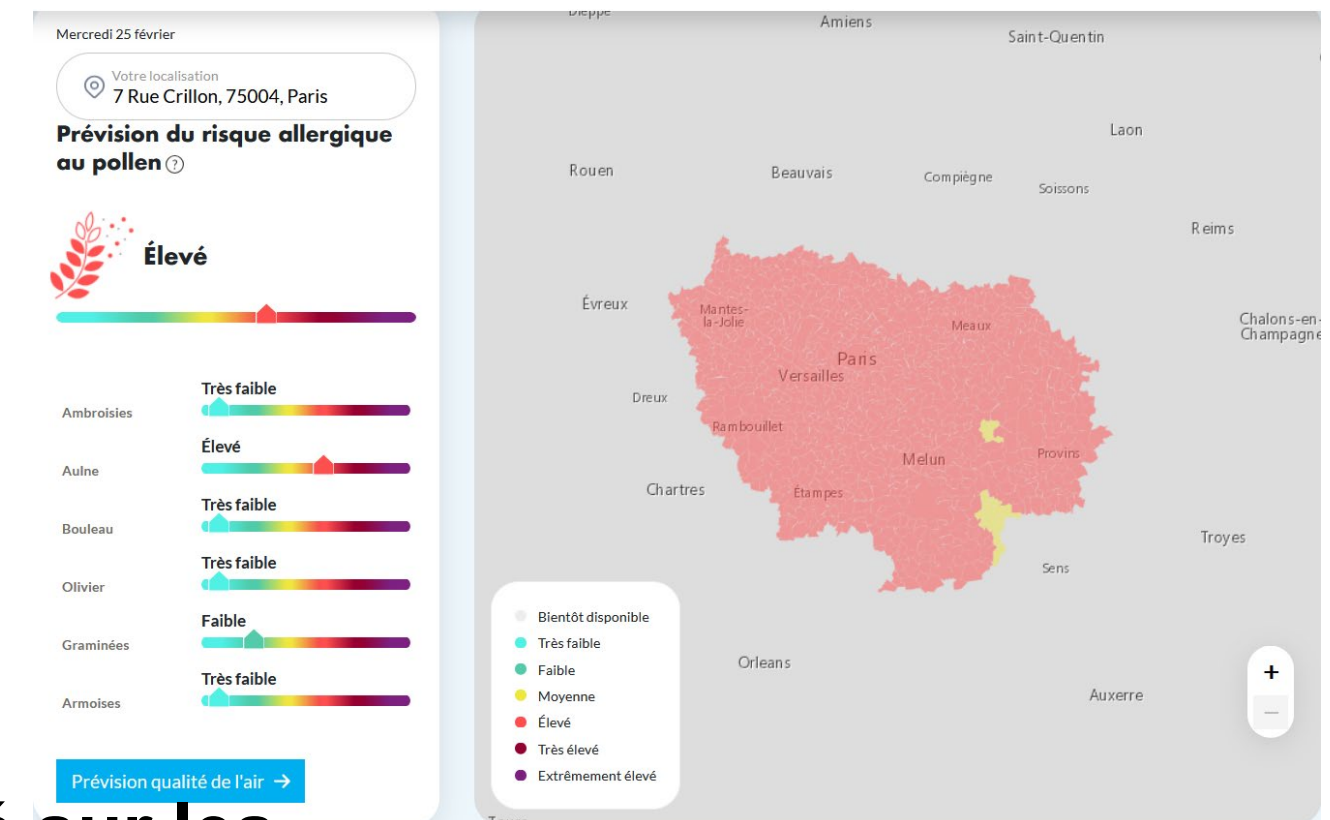 Mercredi 25 février
Votre localisation
7 Rue Crillon, 75004, Paris
Prévision du risque allergique
au pollen ?
Élevé
Très faible
Ambroisies
Élevé
Aulne
Très faible
Bouleau
Très faible
Olivier
Faible
Graminées
Très faible
Armoises
Prévision qualité de l'air →
sur les
Dieppe
Amiens
Saint-Quentin
Laon
Rouen
Beauvais
Compiègne
Soissons
Reims
Évreux
Mantes-
la-Jolie
Meaux
Chalons-en-
Champagne
Paris
Versailles
Dreux
Rambouillet
Melun
Provins
Chartres
Étampes
Troyes
Sens
Orleans
Auxerre
Bientôt disponible
Très faible
Faible
Moyenne
Élevé
Très élevé
Extrêmement élevé
+
−